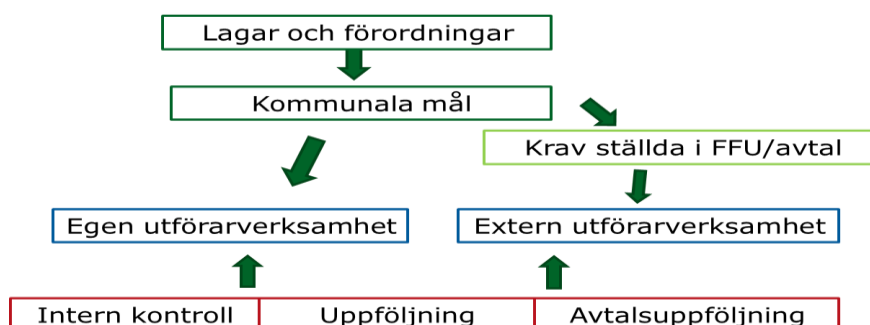 Lagar och förordningar
Kommunala mål
Krav ställda i FFU/avtal
Egen utförarverksamhet
Extern utförarverksamhet
Intern kontroll
Uppföljning
Avtalsuppföljning